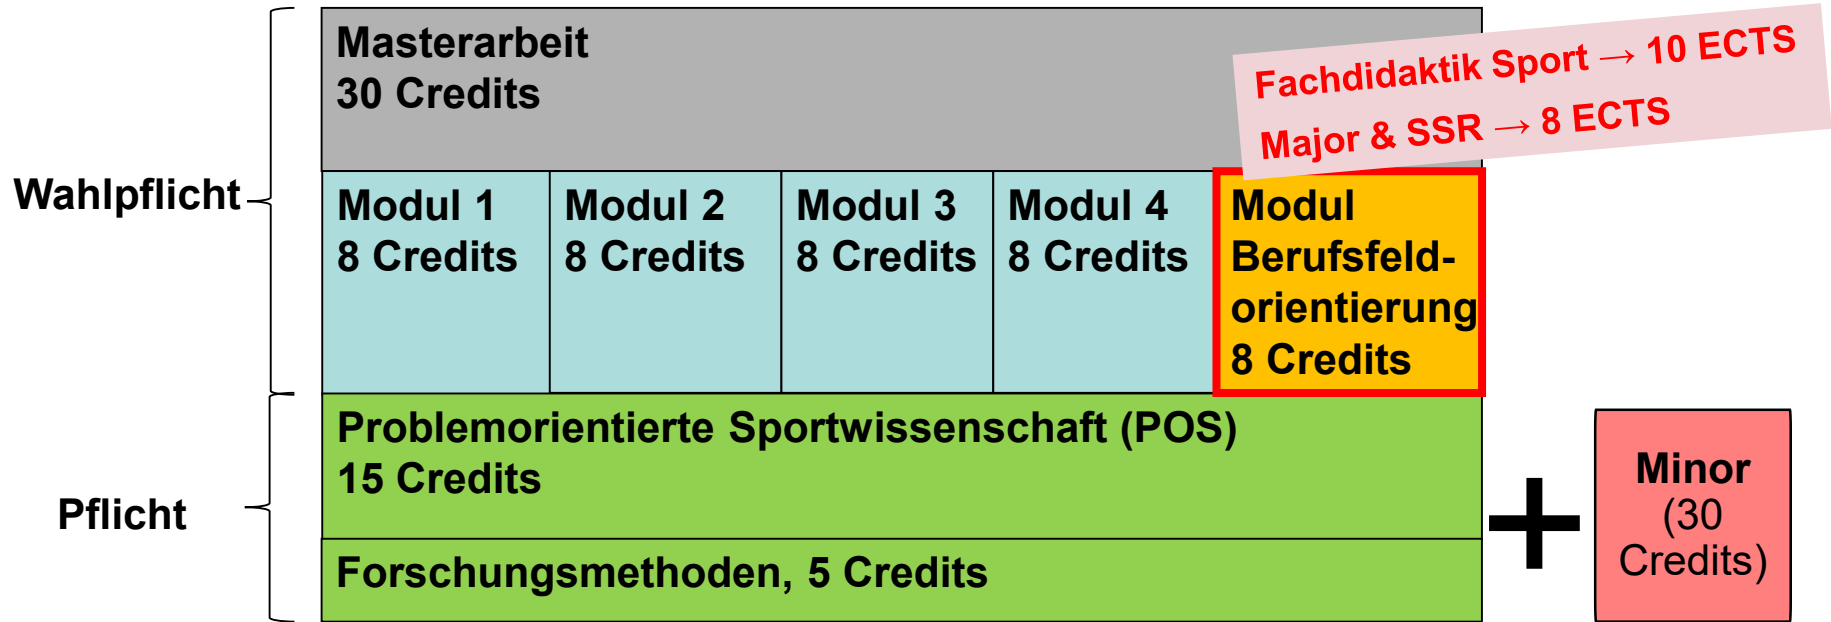 Masterarbeit
30 Credits
Fachdidaktik Sport → 10 ECTS
Major & SSR → 8 ECTS
Wahlpflicht
Modul 1
8 Credits
Modul 2
8 Credits
Modul 3
8 Credits
Modul 4
8 Credits
Modul
Berufsfeld-
orientierung
8 Credits
Problemorientierte Sportwissenschaft (POS)
15 Credits
Pflicht
Forschungsmethoden, 5 Credits
+
Minor
(30
Credits)